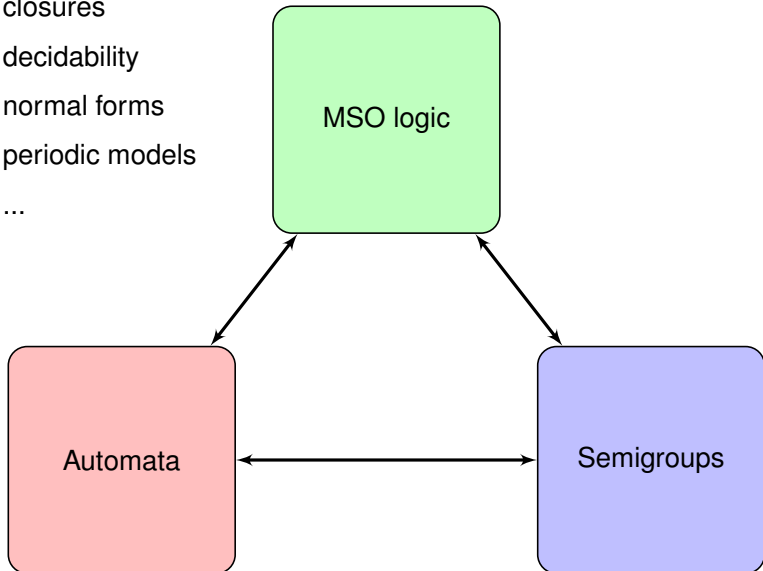 closures
decidability
normal forms
periodic models
...
MSO logic
Automata
Semigroups